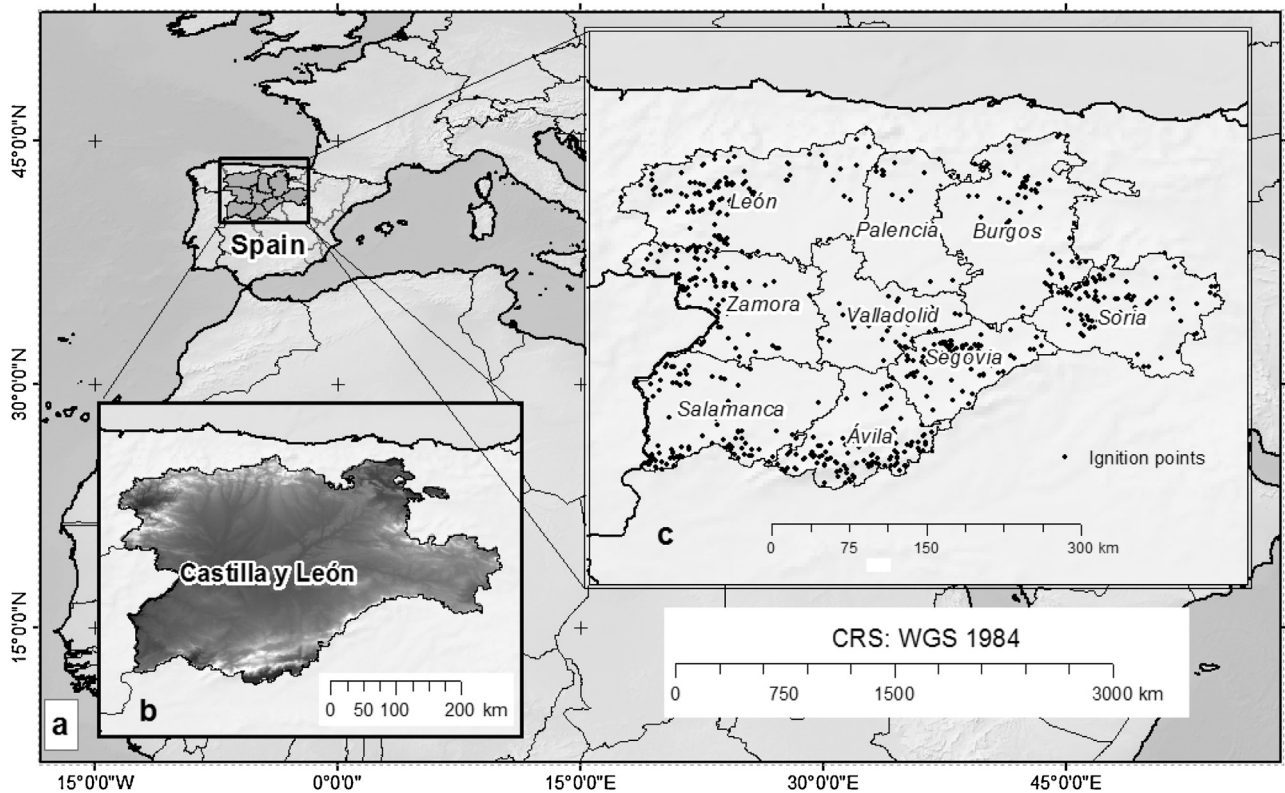 45°0'0"N
30°0'0"N
15°0'0"N
Spain
León
Palencia
Burgos
Zamora
Valladolid
Soria
Segovia
Salamanca
Ávila
Ignition points
c
0 75 150 300 km
Castilla y León
b
0 50 100 200 km
a
CRS: WGS 1984
0 750 1500 3000 km
15°0'0"W 0°0'0" 15°0'0"E 30°0'0"E 45°0'0"E